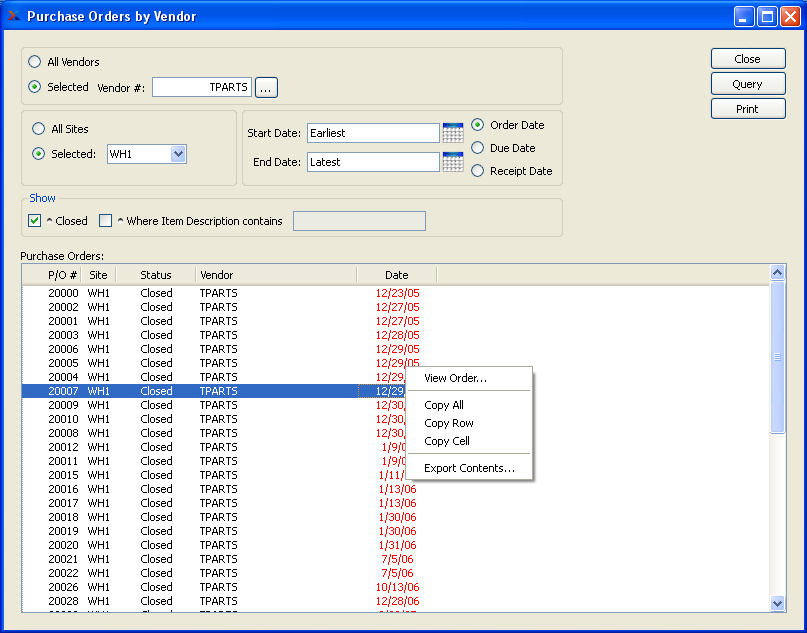 Purchase Orders by Vendor
All Vendors
Selected Vendor #: TPARTS ...
Close
Query
Print
All Sites
Selected: WH1
Start Date: Earliest
End Date: Latest
Order Date
Due Date
Receipt Date
Show
^ Closed ^ Where Item Description contains
Purchase Orders:
P/O # Site Status Vendor Date
20000 WH1 Closed TPARTS 12/23/05
20002 WH1 Closed TPARTS 12/27/05
20001 WH1 Closed TPARTS 12/27/05
20003 WH1 Closed TPARTS 12/28/05
20006 WH1 Closed TPARTS 12/29/05
20005 WH1 Closed TPARTS 12/29/05
20004 WH1 Closed TPARTS 12/29
20007 WH1 Closed TPARTS 12/29
20009 WH1 Closed TPARTS 12/30
20010 WH1 Closed TPARTS 12/30
20008 WH1 Closed TPARTS 12/30
20012 WH1 Closed TPARTS 1/9/
20011 WH1 Closed TPARTS 1/9/
20015 WH1 Closed TPARTS 1/11/
20016 WH1 Closed TPARTS 1/13/06
20017 WH1 Closed TPARTS 1/13/06
20018 WH1 Closed TPARTS 1/30/06
20019 WH1 Closed TPARTS 1/30/06
20020 WH1 Closed TPARTS 1/31/06
20021 WH1 Closed TPARTS 7/5/06
20022 WH1 Closed TPARTS 7/5/06
20026 WH1 Closed TPARTS 10/13/06
20028 WH1 Closed TPARTS 12/28/06
View Order...
Copy All
Copy Row
Copy Cell
Export Contents...